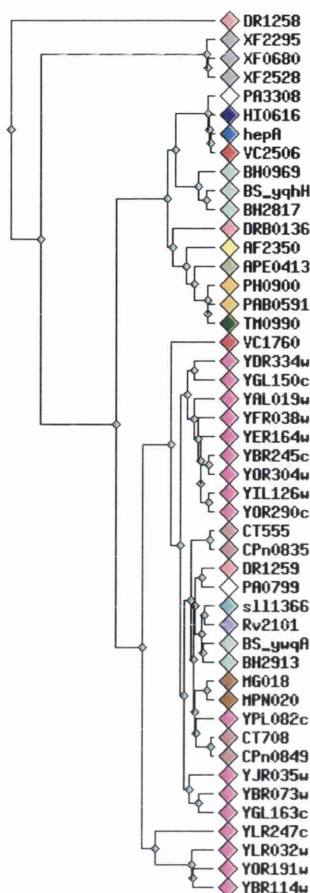 DR1258
XF2295
XF0680
XF2528
PA3308
HI0616
hepA
VC2506
BH0969
BS_yqhH
BH2817
DRB0136
AF2350
APE0413
PH0900
PAB0591
TM0990
VC1760
YDR334w
YGL150c
YAL019w
YFR038w
YER164w
YBR245c
YOR304w
YIL126w
YOR290c
CT555
CPn0835
DR1259
PA0799
sll1366
Rv2101
BS_ywqA
BH2913
MG018
MPN020
YPL082c
CT708
CPn0849
YJR035w
YBR073w
YGL163c
YLR247c
YLR032w
YOR191w
YBR114w